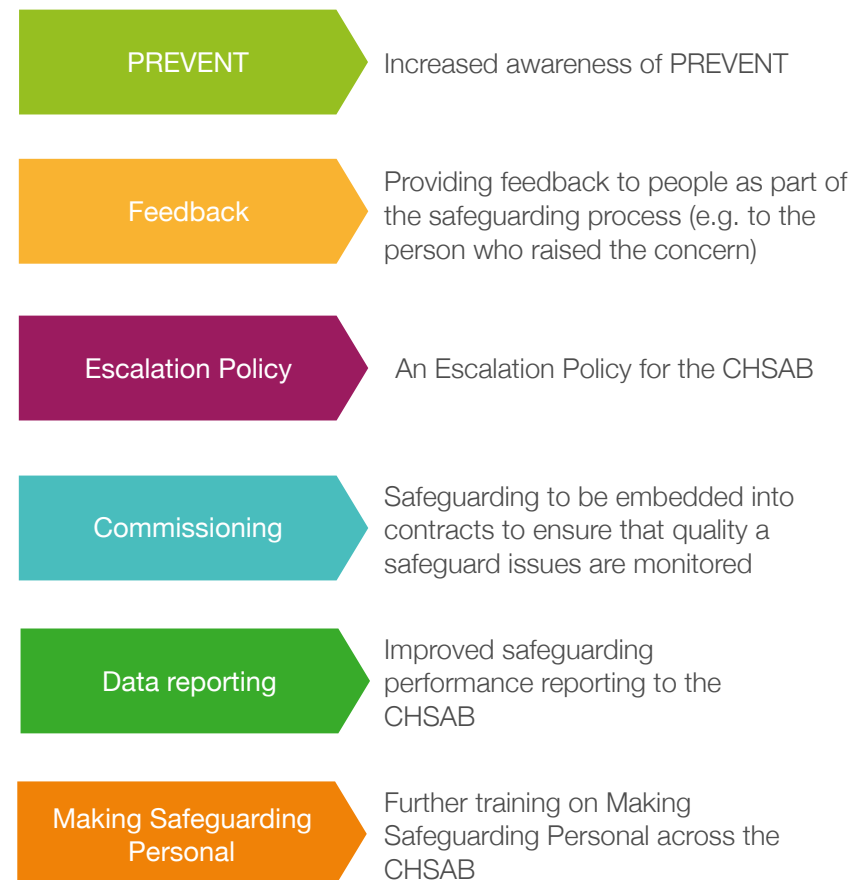 PREVENT
Increased awareness of PREVENT
Feedback
Providing feedback to people as part of
the safeguarding process (e.g. to the
person who raised the concern)
Escalation Policy
An Escalation Policy for the CHSAB
Commissioning
Safeguarding to be embedded into
contracts to ensure that quality a
safeguard issues are monitored
Data reporting
Improved safeguarding
performance reporting to the
CHSAB
Making Safeguarding
Personal
Further training on Making
Safeguarding Personal across the
CHSAB